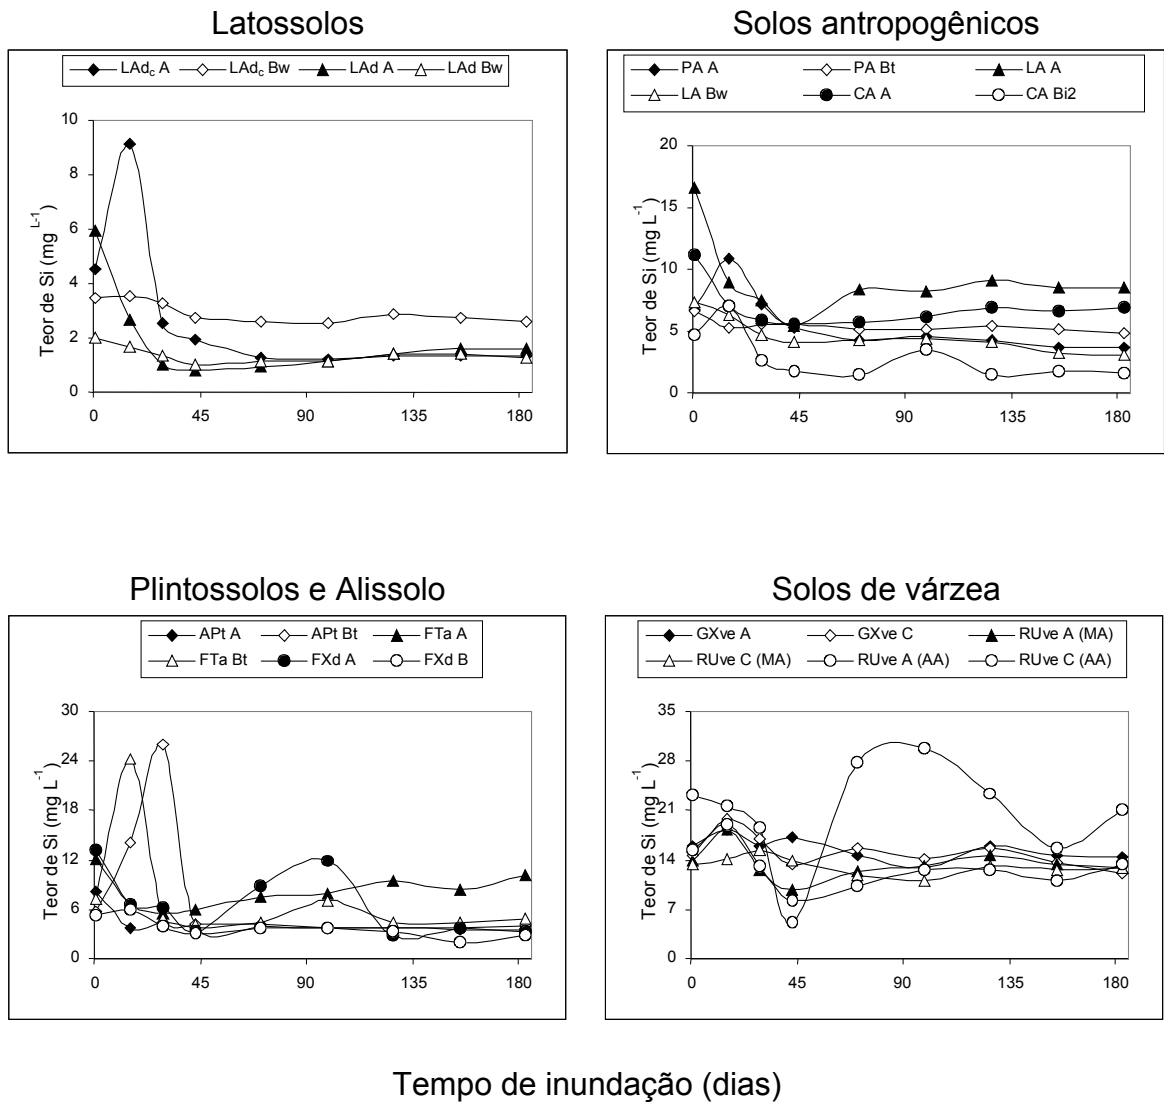 Latossolos
LAdc A LAdc Bw LAd A LAd Bw
Teor de Si (mg L-1)
10
8
6
4
2
0
0 45 90 135 180
Solos antropogênicos
PA A PA Bt LA A
LA Bw CA A CA Bi2
Teor de Si (mg L-1)
20
15
10
5
0
0 45 90 135 180
Plintossolos e Alissolo
APt A APt Bt FTa A
FTa Bt FXd A FXd B
Teor de Si (mg L-1)
30
24
18
12
6
0
0 45 90 135 180
Solos de várzea
GXve A GXve C RUve A (MA)
RUve C (MA) RUve A (AA) RUve C (AA)
Teor de Si (mg L-1)
35
28
21
14
7
0
0 45 90 135 180
Tempo de inundação (dias)